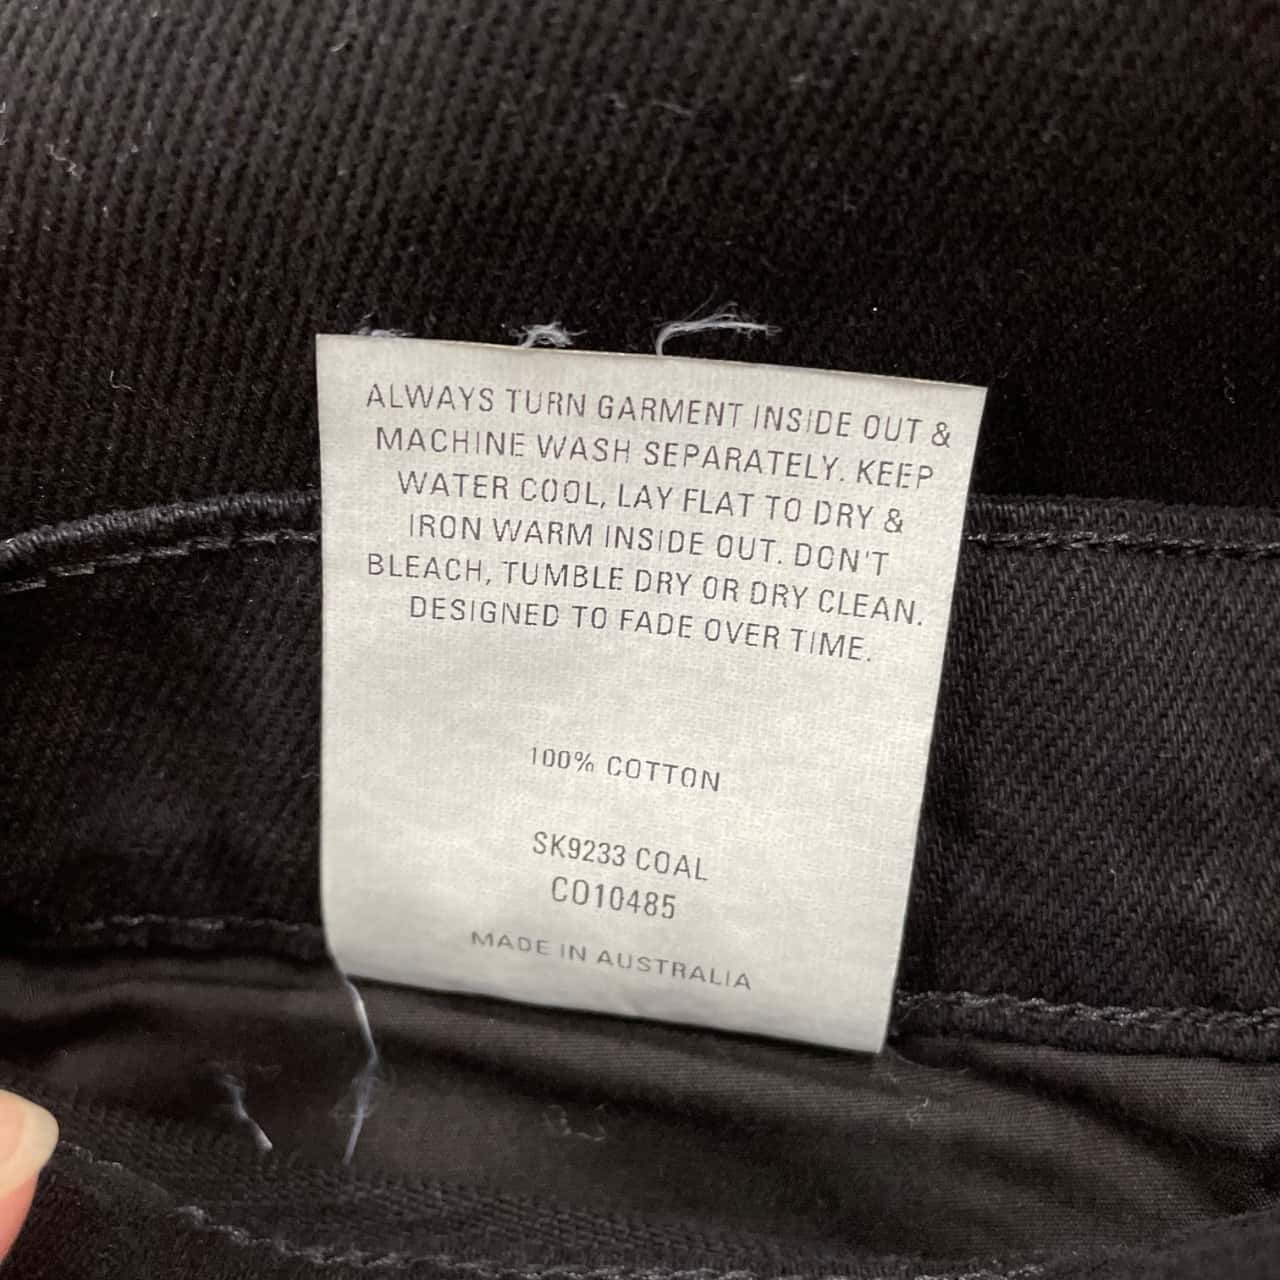 ALWAYS TURN GARMENT INSIDE OUT &
MACHINE WASH SEPARATELY. KEEP
WATER COOL, LAY FLAT TO DRY &
IRON WARM INSIDE OUT. DON'T
BLEACH, TUMBLE DRY OR DRY CLEAN.
DESIGNED TO FADE OVER TIME.
100% COTTON
SK9233 COAL
CO10485
MADE IN AUSTRALIA